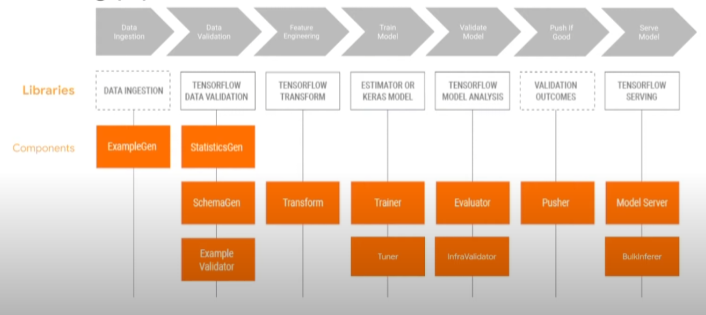 Data
Ingestion
Data
Validation
Feature
Engineering
Train
Model
Validate
Model
Push If
Good
Serve
Model
Libraries
DATA INGESTION
TENSORFLOW
DATA VALIDATION
TENSORFLOW
TRANSFORM
ESTIMATOR OR
KERAS MODEL
TENSORFLOW
MODEL ANALYSIS
VALIDATION
OUTCOMES
TENSORFLOW
SERVING
Components
ExampleGen
StatisticsGen
SchemaGen
Transform
Trainer
Evaluator
Pusher
Model Server
Example
Validator
Tuner
InfraValidator
BulkInferer